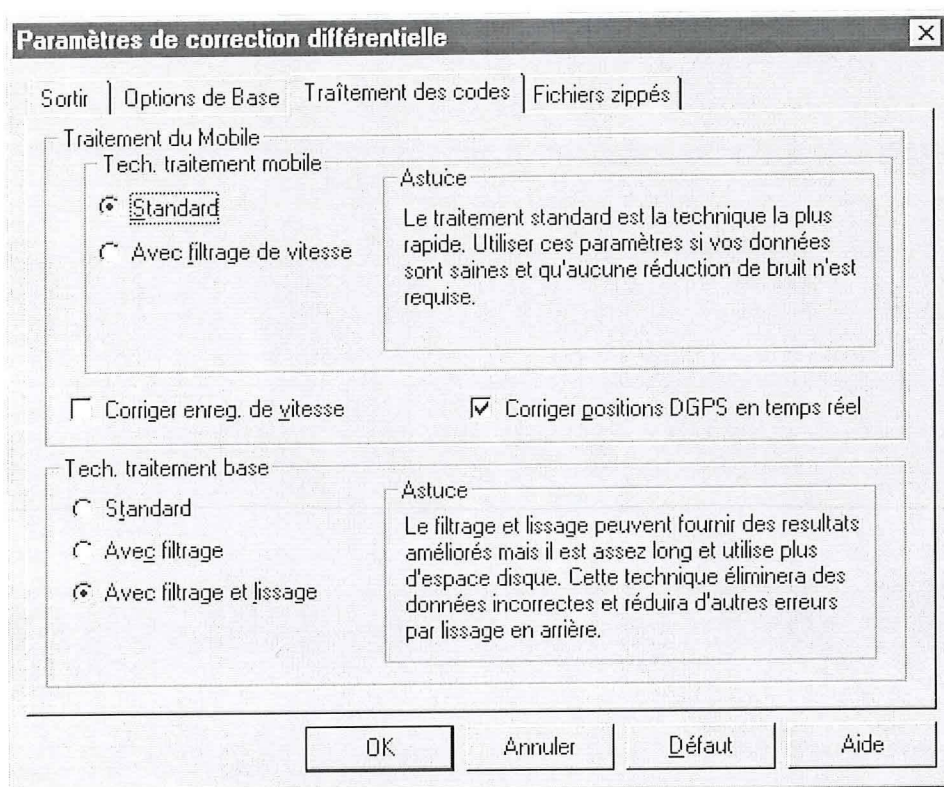 Paramètres de correction différentielle
Sortir
Options de Base
Traîtement des codes
Fichiers zippés
Traitement du Mobile
Tech. traitement mobile
Standard
Avec filtrage de vitesse
Astuce
Le traitement standard est la technique la plus
rapide. Utiliser ces paramètres si vos données
sont saines et qu'aucune réduction de bruit n'est
requise.
Corriger enreg. de vitesse
Corriger positions DGPS en temps réel
Tech. traitement base
Standard
Avec filtrage
Avec filtrage et lissage
Astuce
Le filtrage et lissage peuvent fournir des resultats
améliorés mais il est assez long et utilise plus
d'espace disque. Cette technique éliminera des
données incorrectes et réduira d'autres erreurs
par lissage en arrière.
OK
Annuler
Défaut
Aide